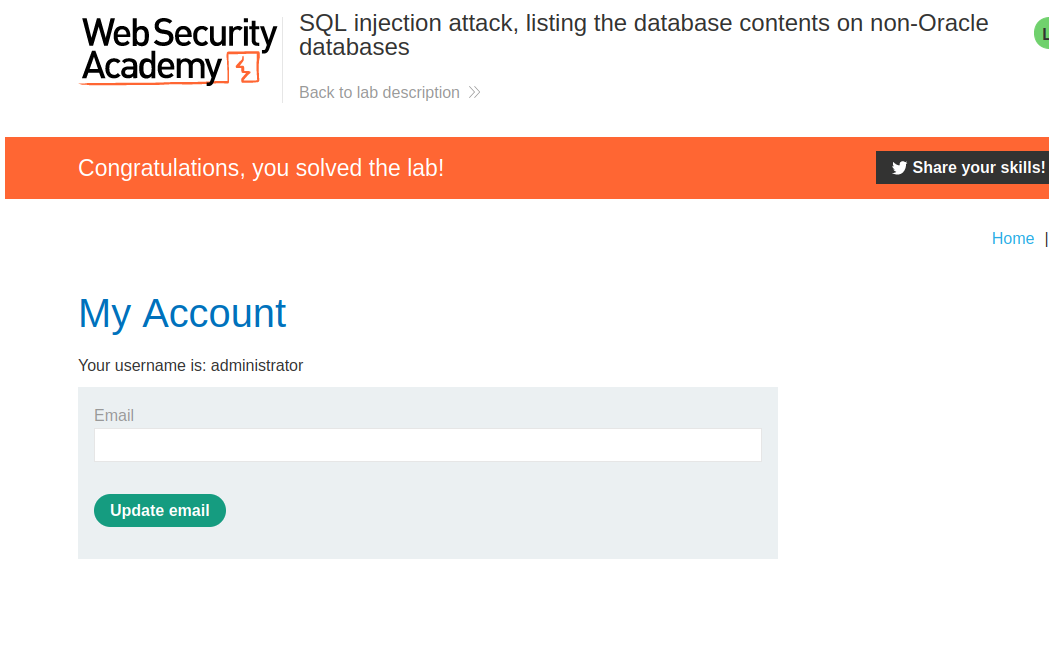 Web Security
Academy
SQL injection attack, listing the database contents on non-Oracle
databases
Back to lab description
Congratulations, you solved the lab!
Share your skills!
Home |
My Account
Your username is: administrator
Email
Update email